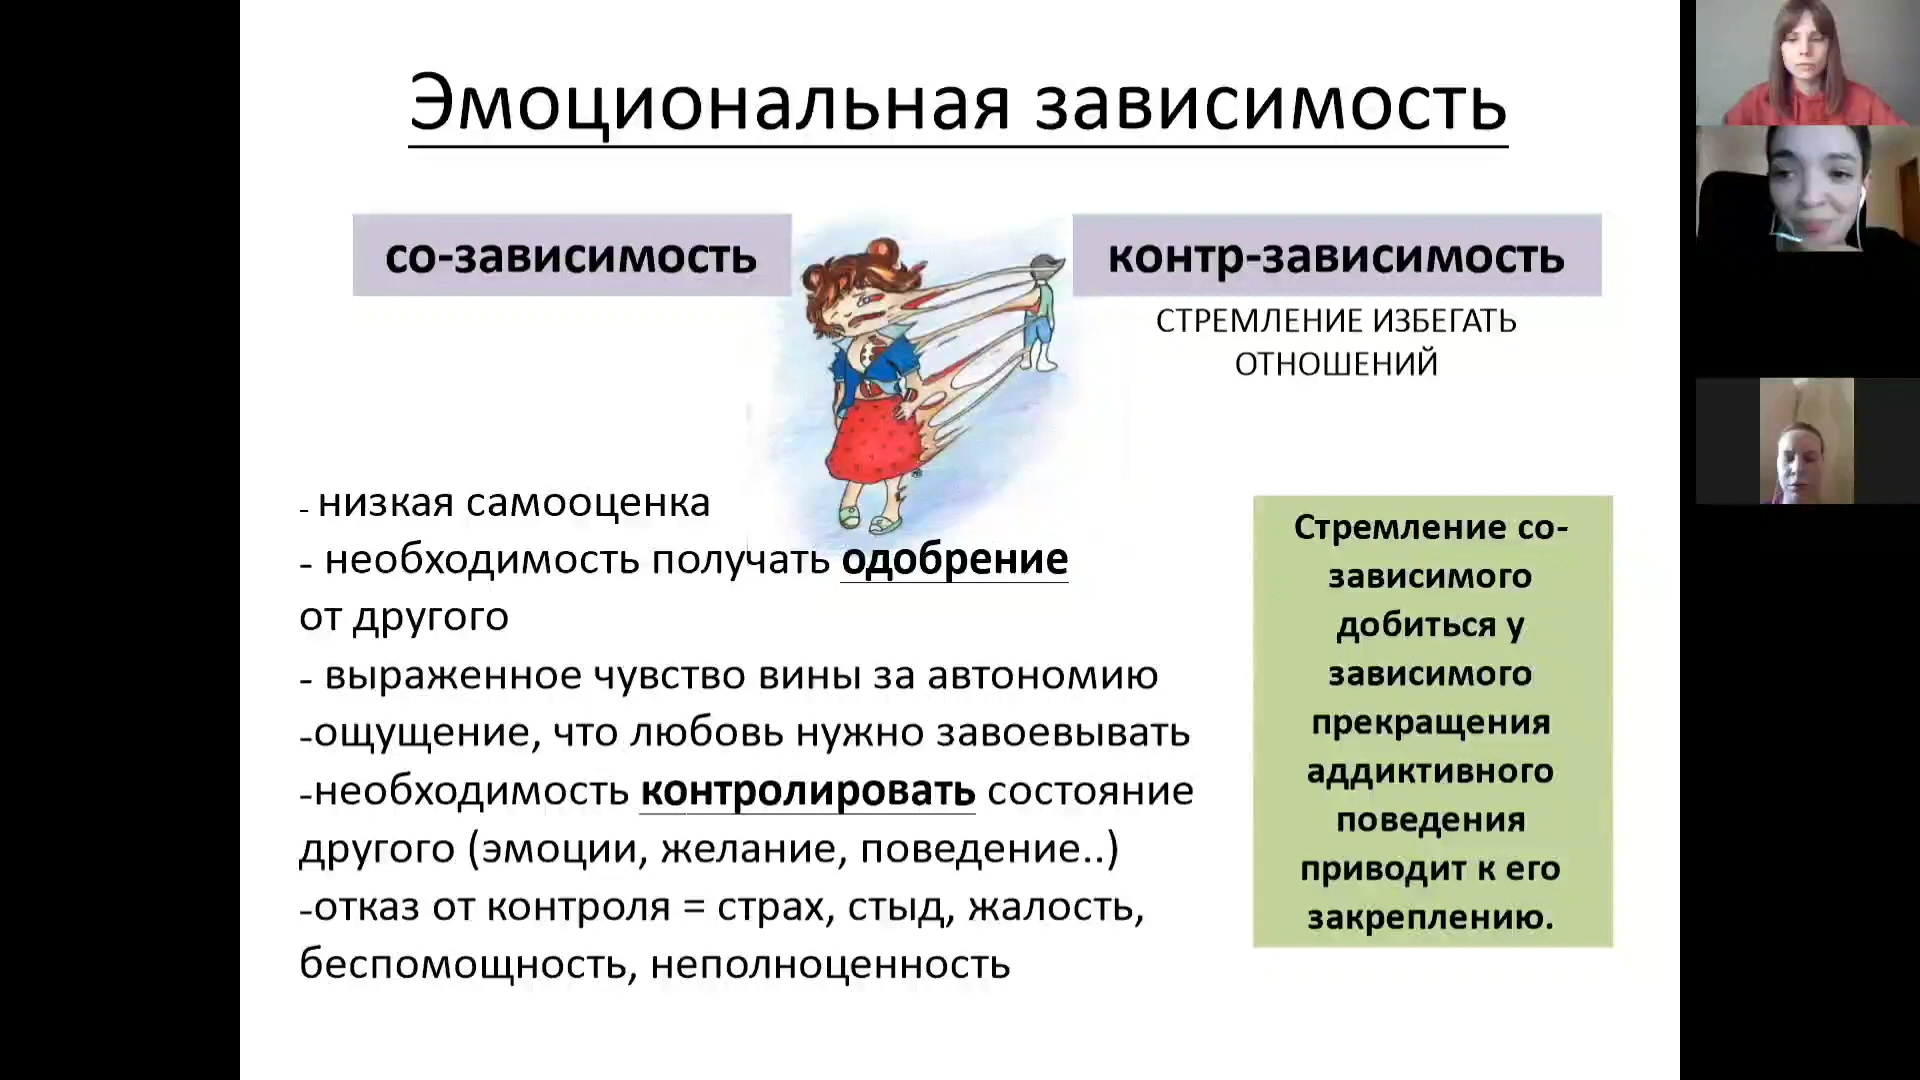 Эмоциональная зависимость
со-зависимость
контр-зависимость
СТРЕМЛЕНИЕ ИЗБЕГАТЬ
ОТНОШЕНИЙ
- низкая самооценка
- необходимость получать одобрение
от другого
- выраженное чувство вины за автономию
-ощущение, что любовь нужно завоевывать
-необходимость контролировать состояние
другого (эмоции, желание, поведение..)
-отказ от контроля = страх, стыд, жалость,
беспомощность, неполноценность
Стремление со-
зависимого
добиться у
зависимого
прекращения
аддиктивного
поведения
приводит к его
закреплению.